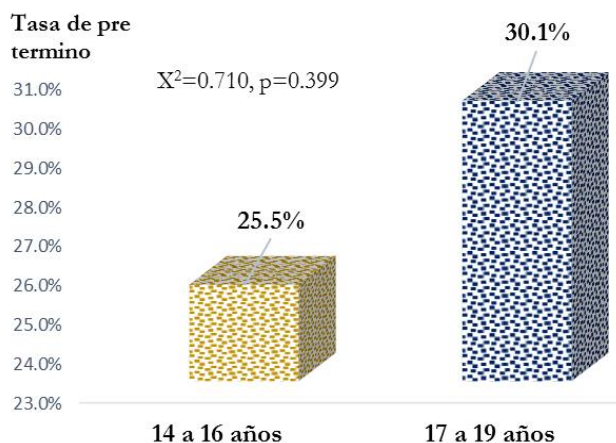 Tasa de pre
termino
30.1%
X²=0.710, p=0.399
31.0%
30.0%
29.0%
28.0%
25.5%
27.0%
26.0%
25.0%
24.0%
23.0%
14 a 16 años
17 a 19 años